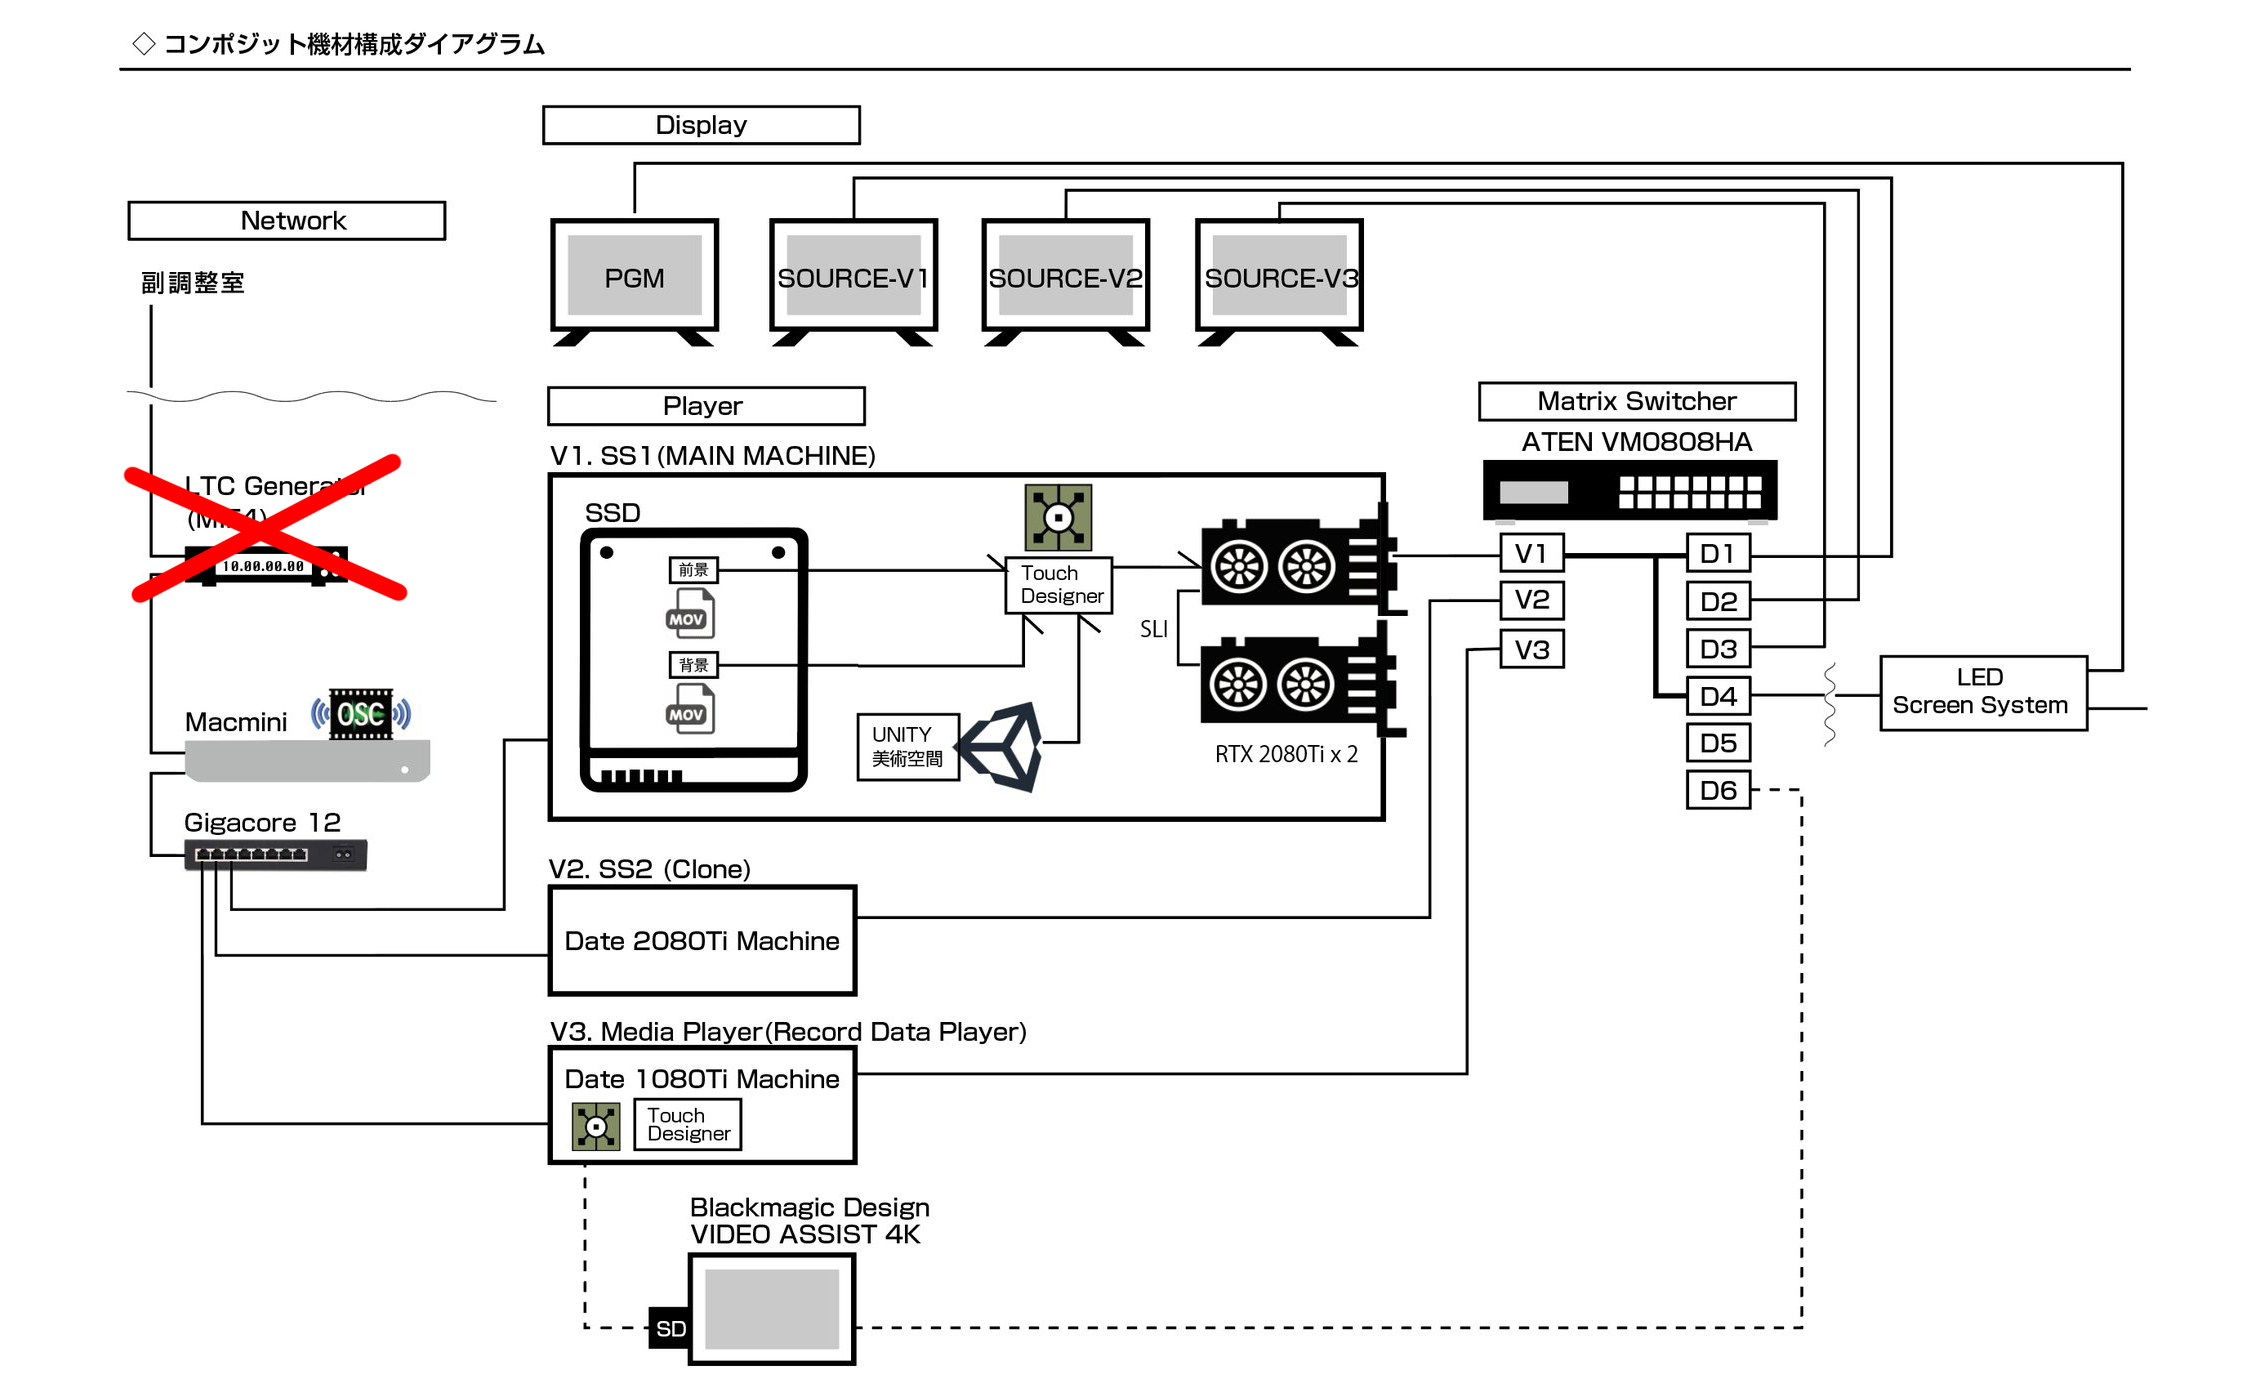 ◇ コンポジット機材構成ダイアグラム
Display
Network
副調整室
PGM
SOURCE-V1
SOURCE-V2
SOURCE-V3
Player
Matrix Switcher
ATEN VM0808HA
V1. SS1(MAIN MACHINE)
LTC Generator
10.00.00.00
SSD
前景
MOV
背景
MOV
Touch
Designer
SLI
UNITY
美術空間
RTX 2080Ti x 2
V1
V2
V3
D1
D2
D3
D4
D5
D6
LED
Screen System
Macmini
OSC
Gigacore 12
V2. SS2 (Clone)
Date 2080Ti Machine
V3. Media Player(Record Data Player)
Date 1080Ti Machine
Touch
Designer
Blackmagic Design
VIDEO ASSIST 4K
SD